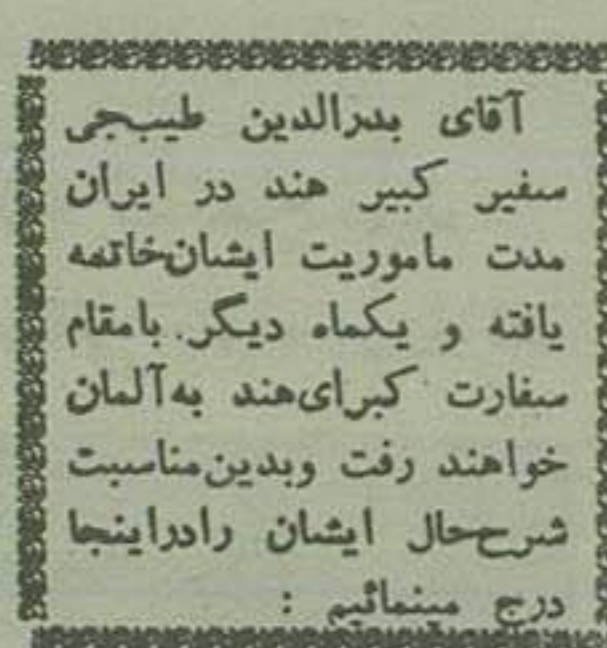 آقای بدرالدین طیبجی
سفیر کبیر هند در ایران
مدت ماموریت ایشان‌خاتمه
یافته و یکماه دیگر بامقام
سفارت کبرای‌هند به‌آلمان
خواهند رفت وبدین‌مناسبت
شرح‌حال ایشان رادراینجا
درج مینمائیم :